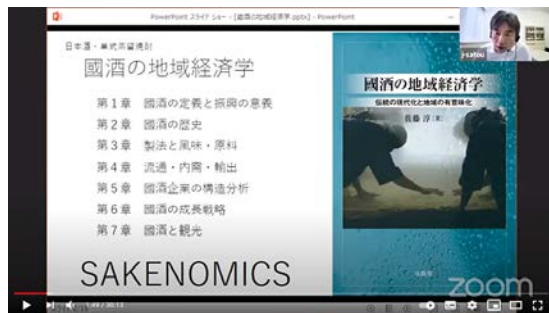 PowerPoint スライド ショー - [國酒の地域経済学.pptx] - PowerPoint
j-satou
日本酒・単式蒸留焼酎
國酒の地域経済学
第1章 國酒の定義と振興の意義
第2章 國酒の歴史
第3章 製法と風味・原料
第4章 流通・内需・輸出
第5章 國酒企業の構造分析
第6章 國酒の成長戦略
第7章 國酒と観光
SAKENOMICS
國酒の地域経済学
伝統の現代化と地域の有意味化
佐藤 淳[著]
zoom
1:49 / 30:13